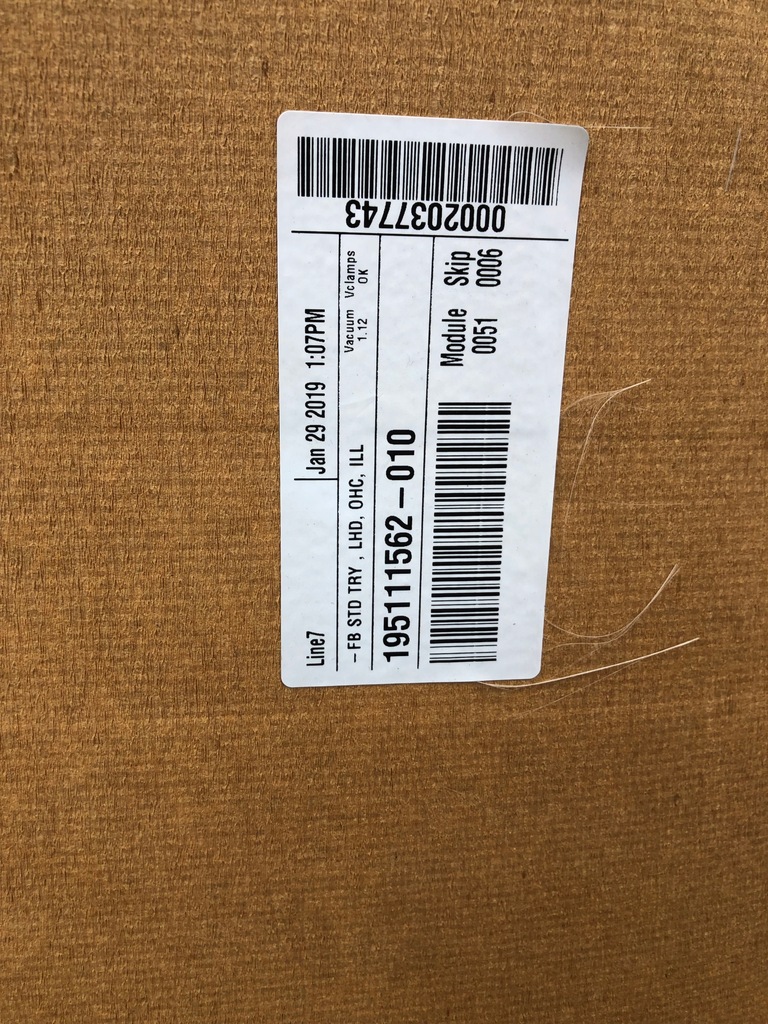 Line7 Jan 29 2019 1:07PM
-FB STD TRY , LHD, OHC, ILL
Vacuum Vclamps
1.12 OK
195111562-010
Module Skip
0051 0006
0002037743